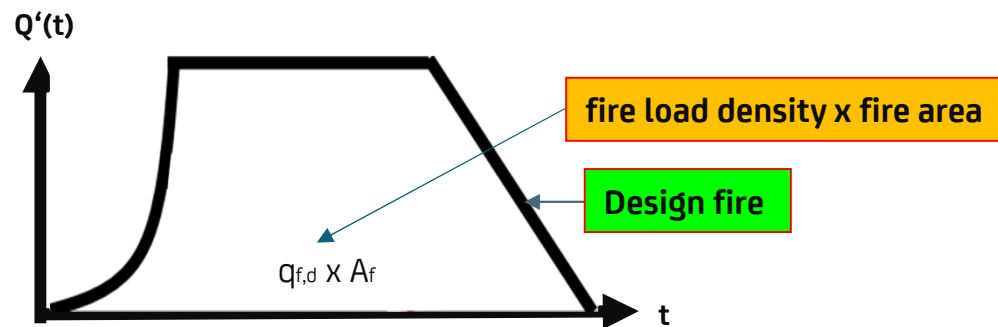 Q‘(t)
fire load density x fire area
Design fire
qf,d x Af
t